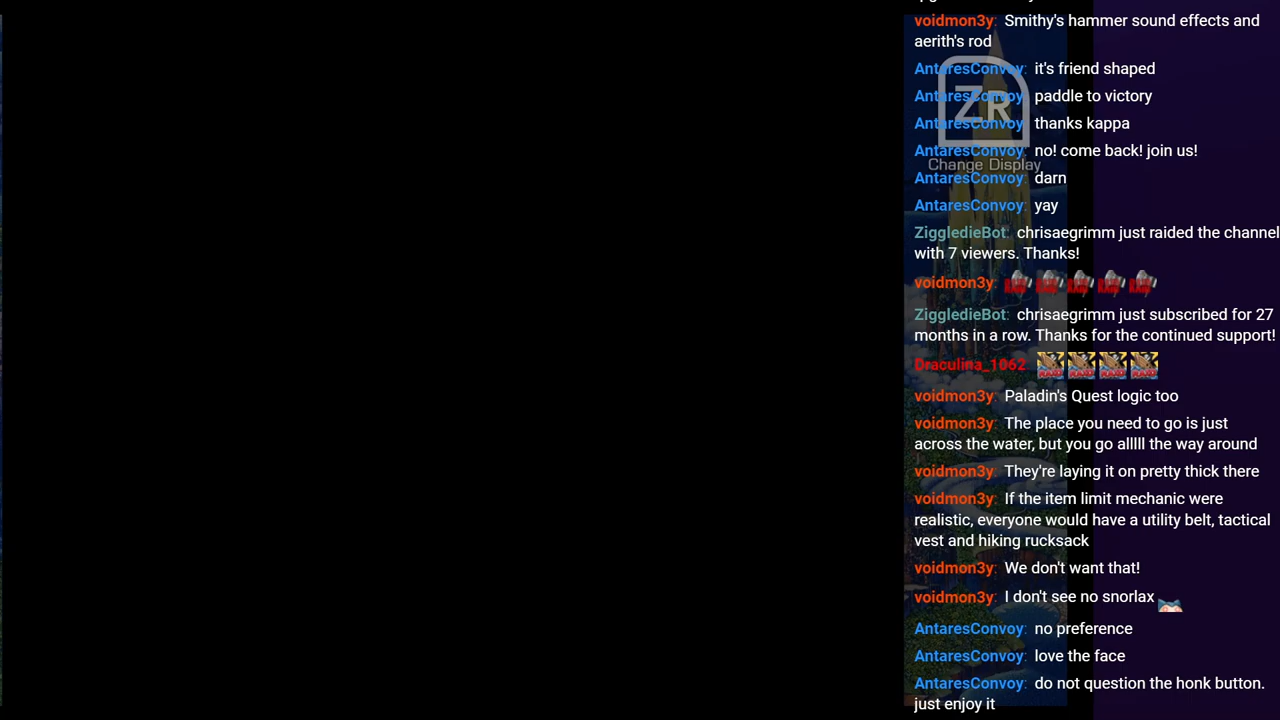 voidmon3y: Smithy's hammer sound effects and
aerith's rod
AntaresConvoy: it's friend shaped
AntaresConvoy: paddle to victory
ZR
AntaresConvoy: thanks kappa
AntaresConvoy: no! come back! join us!
Change Display
AntaresConvoy: darn
AntaresConvoy: yay
ZiggledieBot: chrisaegrimm just raided the channel
with 7 viewers. Thanks!
voidmon3y:
ZiggledieBot: chrisaegrimm just subscribed for 27
months in a row. Thanks for the continued support!
Draculina_1062:
voidmon3y: Paladin's Quest logic too
voidmon3y: The place you need to go is just
across the water, but you go alllll the way around
voidmon3y: They're laying it on pretty thick there
voidmon3y: If the item limit mechanic were
realistic, everyone would have a utility belt, tactical
vest and hiking rucksack
voidmon3y: We don't want that!
voidmon3y: I don't see no snorlax
AntaresConvoy: no preference
AntaresConvoy: love the face
AntaresConvoy: do not question the honk button.
just enjoy it